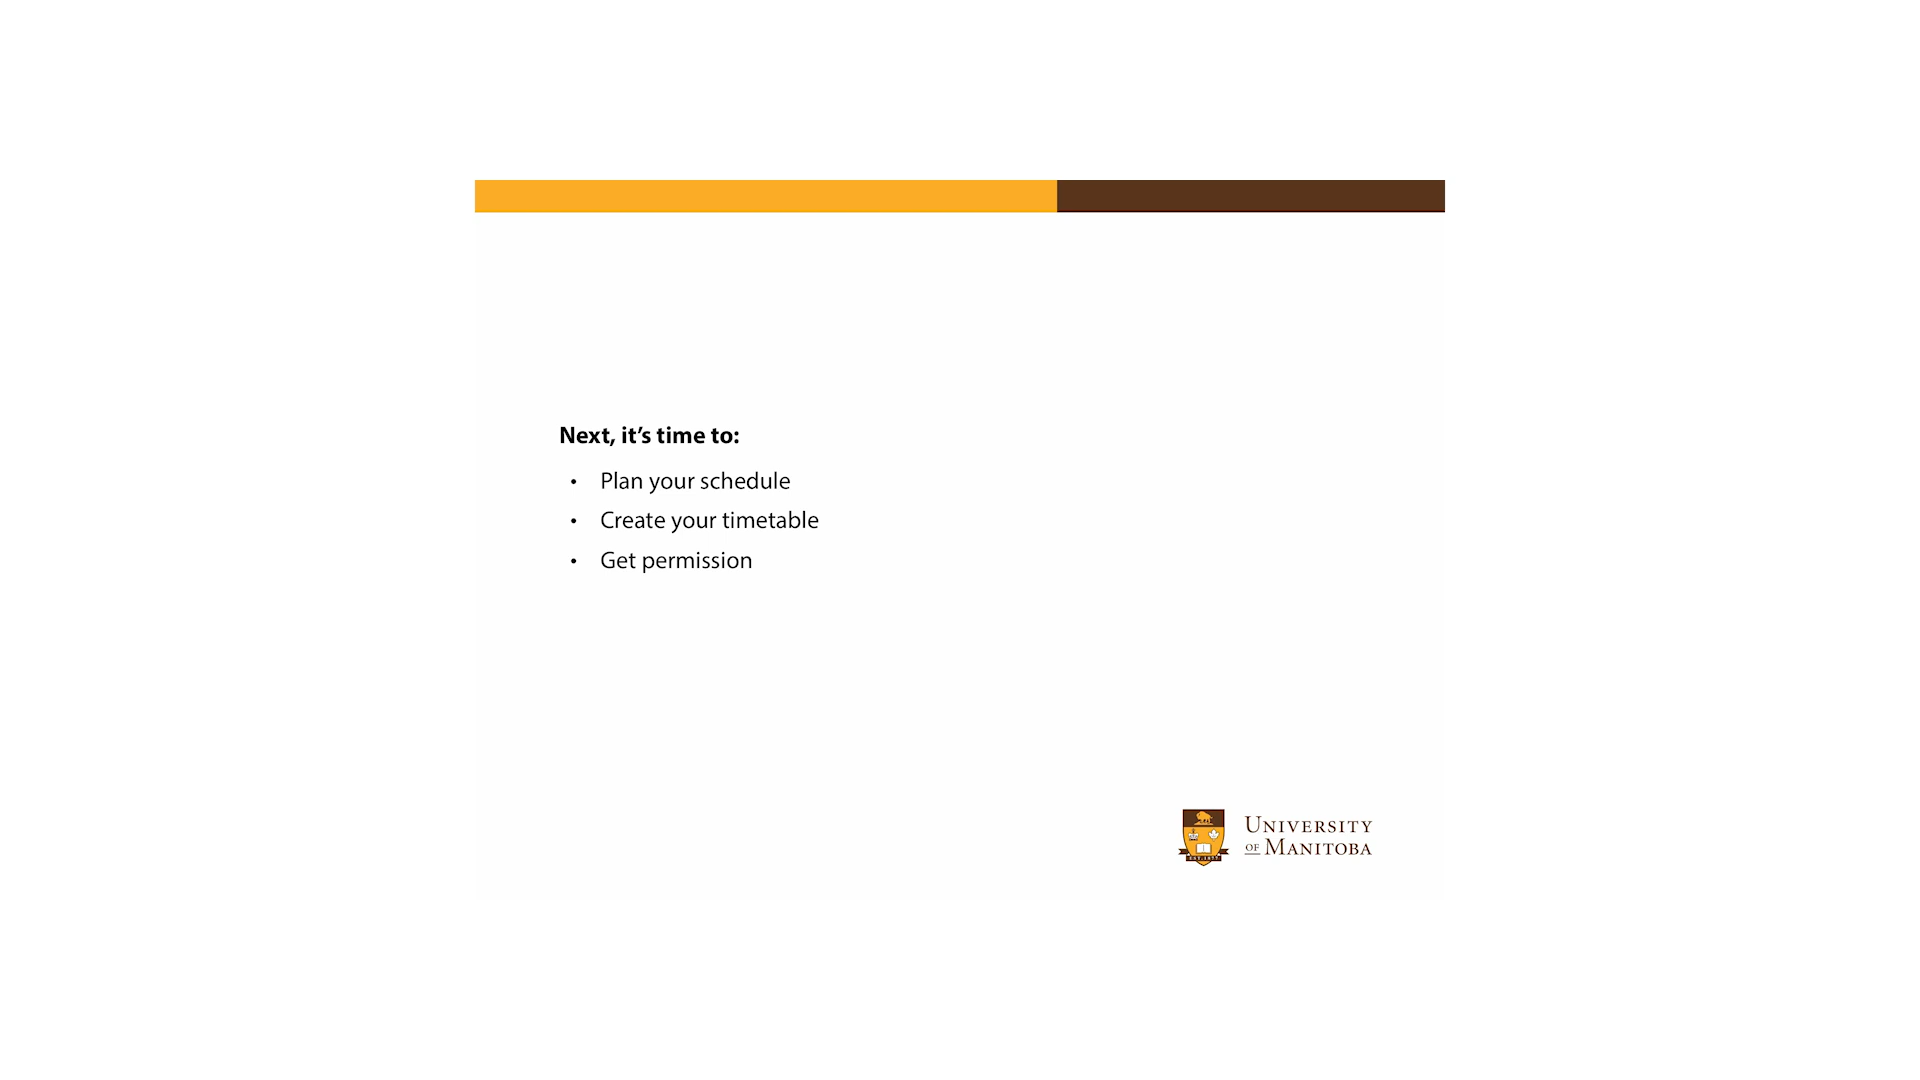 Next, it’s time to:
• Plan your schedule
• Create your timetable
• Get permission
UNIVERSITY
OF MANITOBA